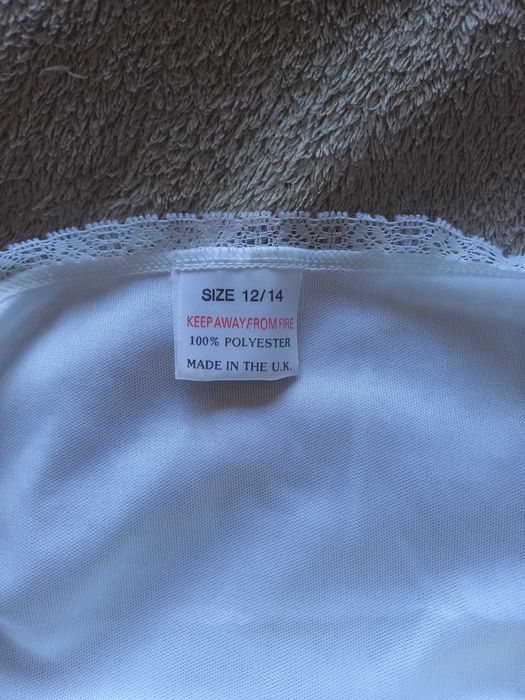 SIZE 12/14
KEEP AWAY FROM FIRE
100% POLYESTER
MADE IN THE U.K.